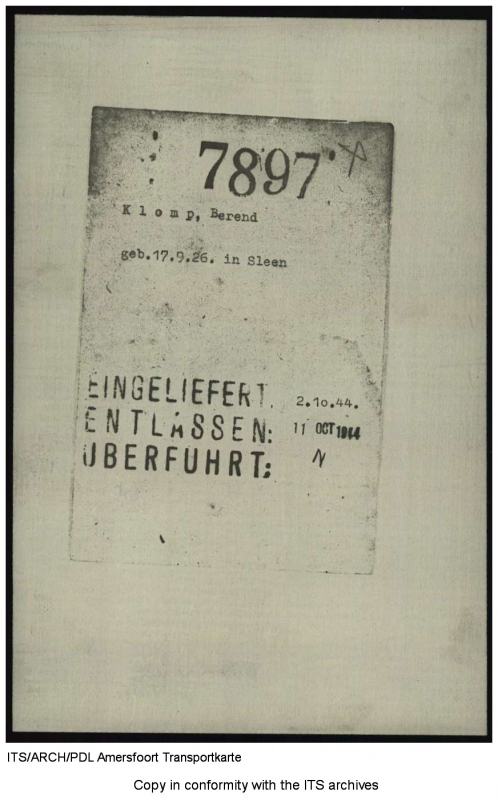 7897 X
Klomp, Berend
geb.17.9.26. in Sleen
EINGELIEFERT. 2.10.44.
ENTLASSEN: 11 OCT 1944
ÜBERFUHRT: N
ITS/ARCH/PDL Amersfoort Transportkarte
Copy in conformity with the ITS archives